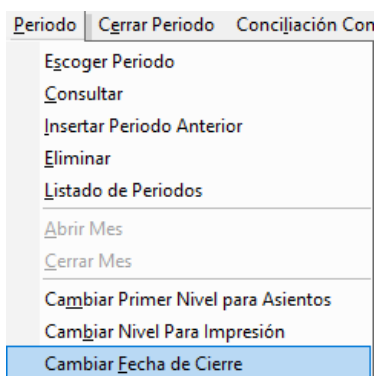 Periodo Cerrar Periodo Conciliación Con
Escoger Periodo
Consultar
Insertar Periodo Anterior
Eliminar
Listado de Periodos
Abrir Mes
Cerrar Mes
Cambiar Primer Nivel para Asientos
Cambiar Nivel Para Impresión
Cambiar Fecha de Cierre